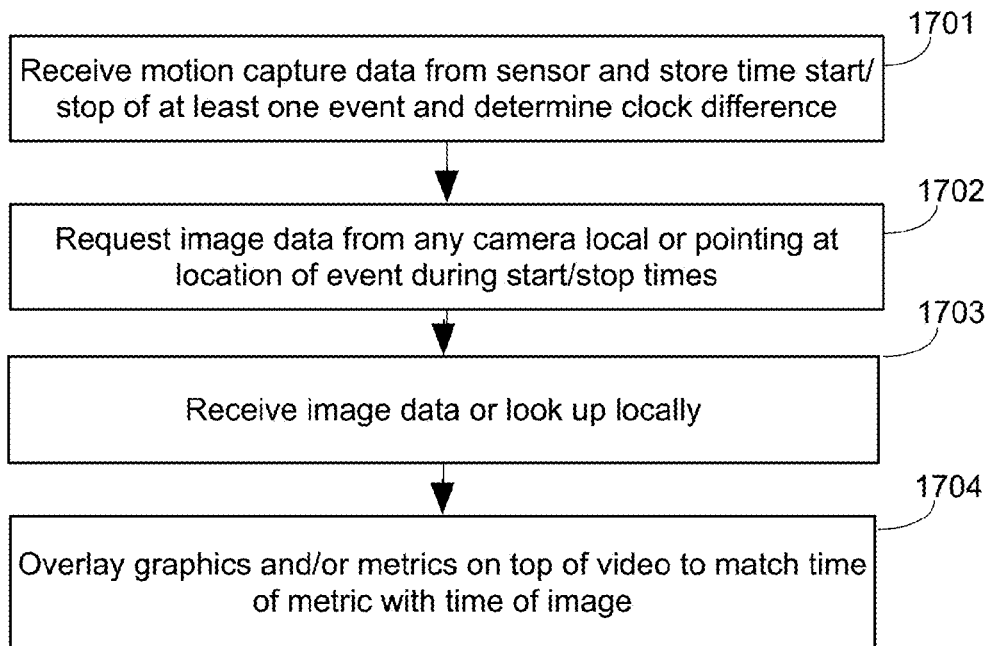 1701
Receive motion capture data from sensor and store time start/
stop of at least one event and determine clock difference
1702
Request image data from any camera local or pointing at
location of event during start/stop times
1703
Receive image data or look up locally
1704
Overlay graphics and/or metrics on top of video to match time
of metric with time of image